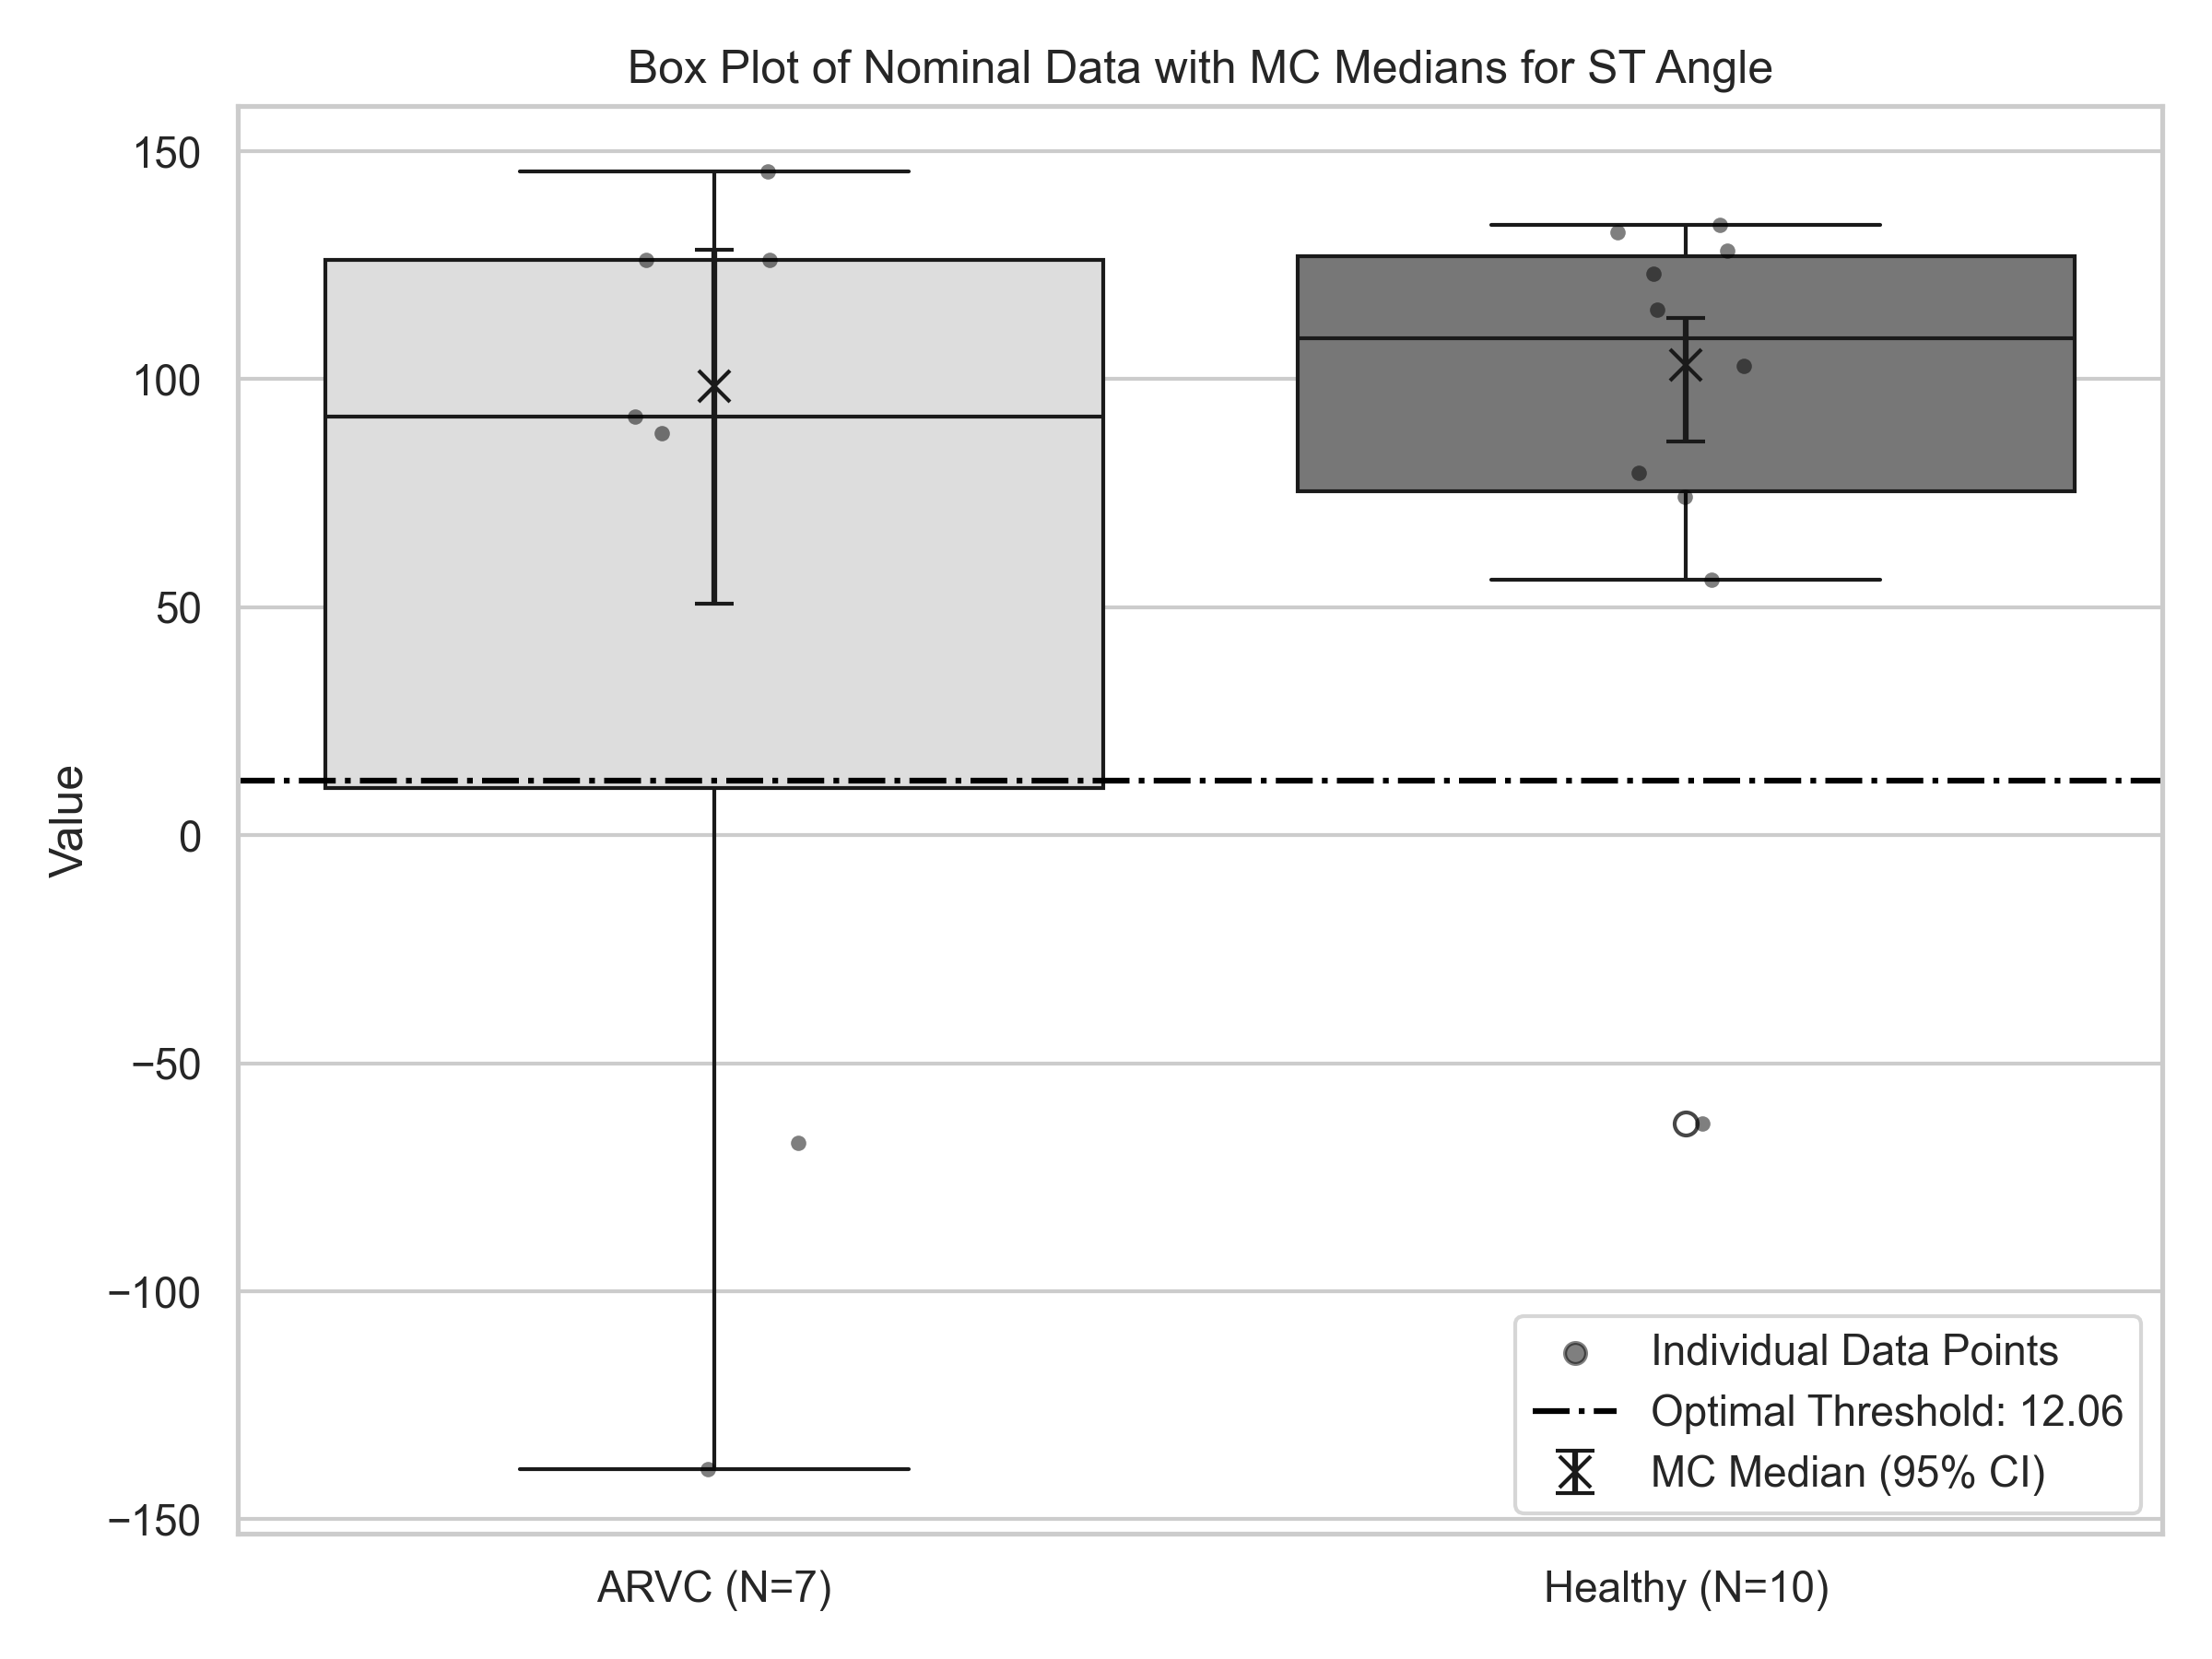 Box Plot of Nominal Data with MC Medians for ST Angle
150
100
50
0
−50
−100
−150
Value
ARVC (N=7)
Healthy (N=10)
Individual Data Points
Optimal Threshold: 12.06
MC Median (95% CI)